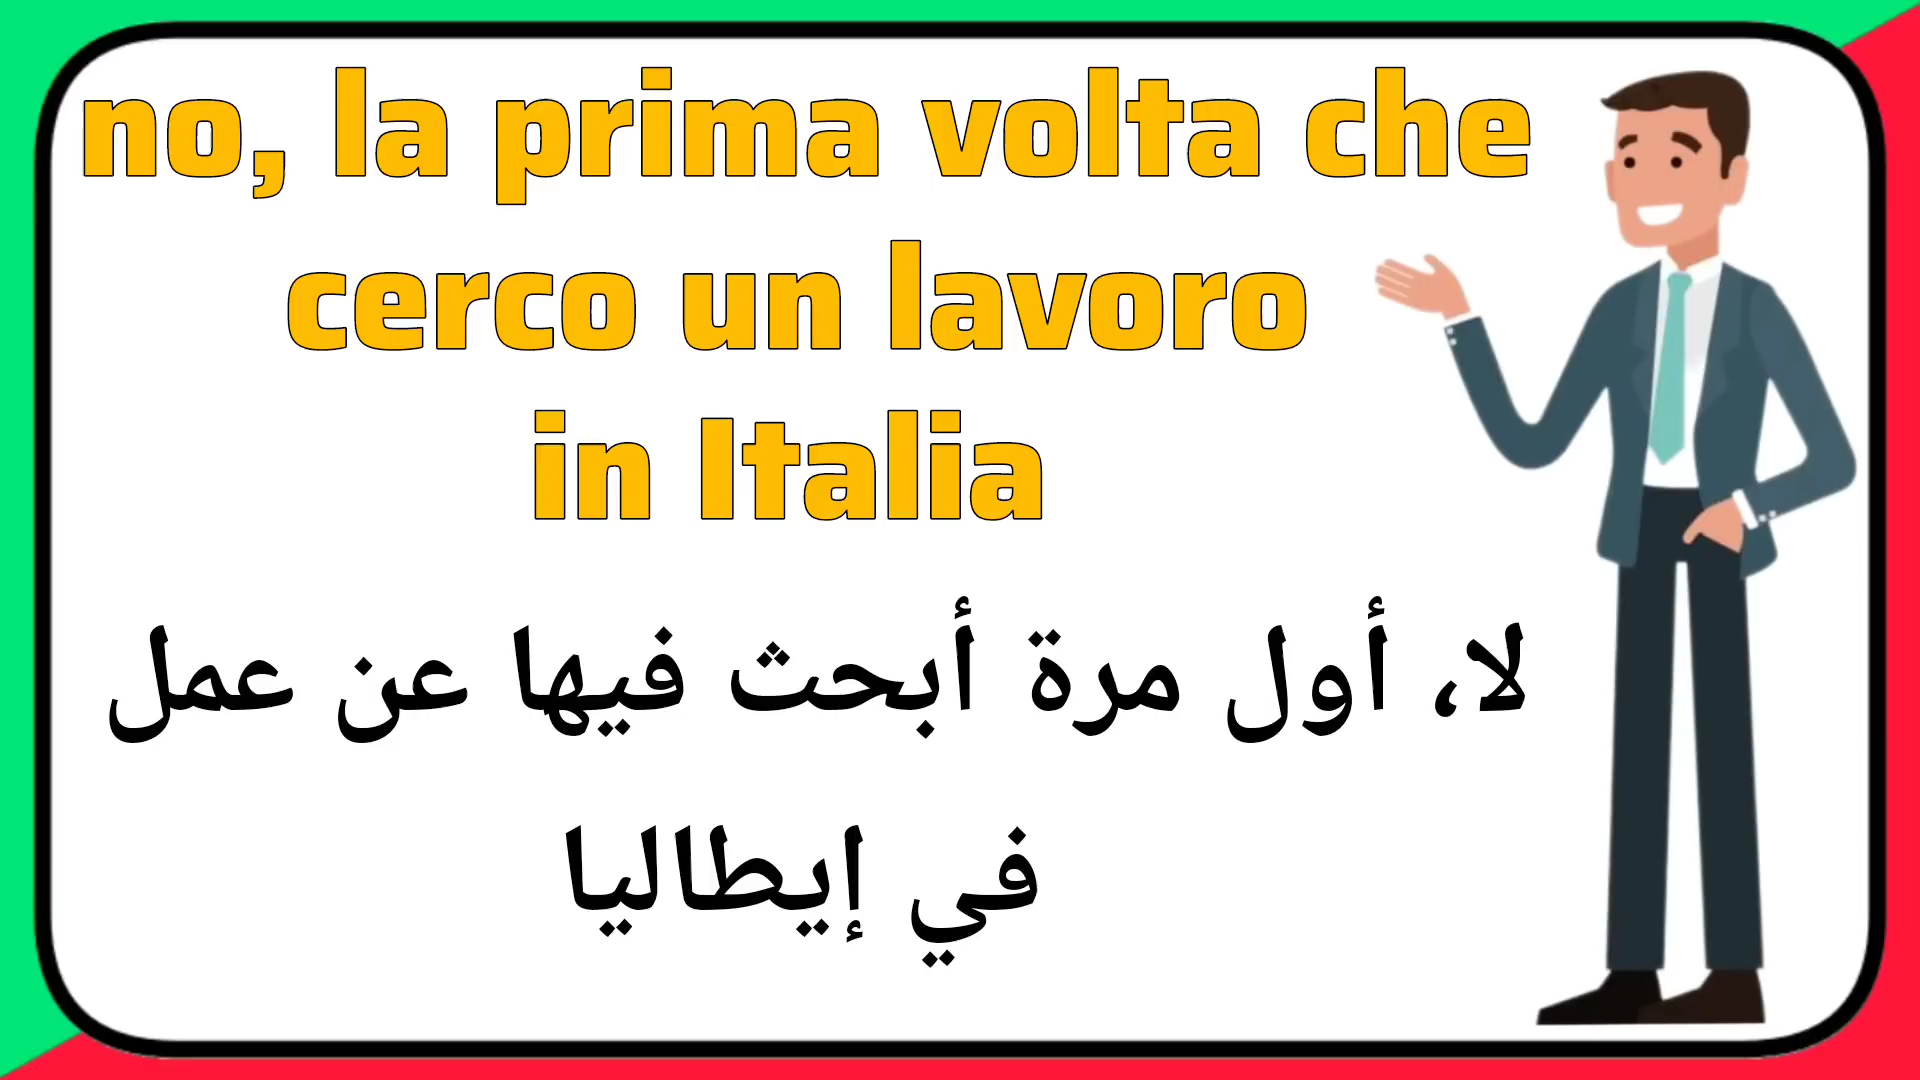 no, la prima volta che
cerco un lavoro
in Italia
لا، أول مرة أبحث فيها عن عمل
في إيطاليا